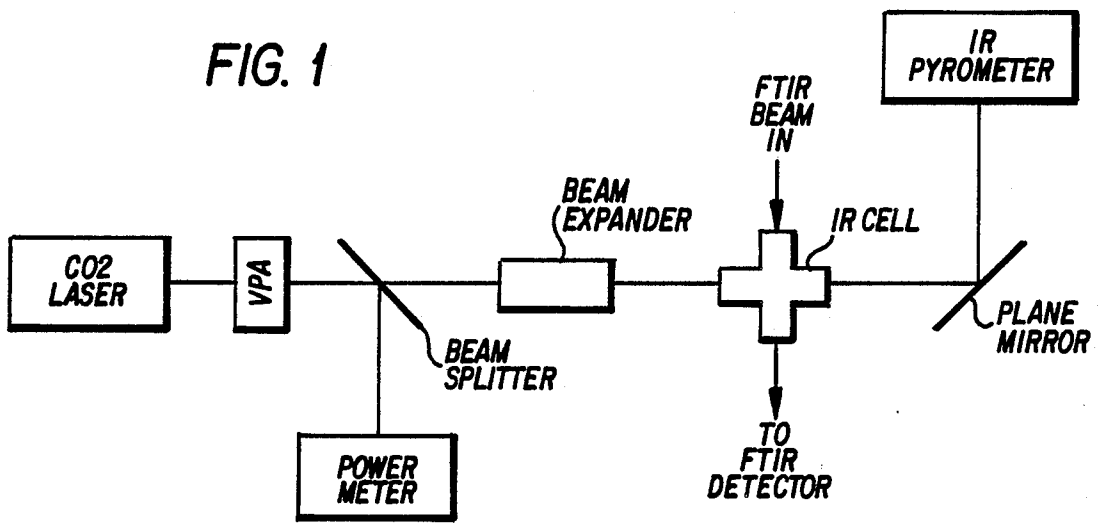 FIG. 1
IR
PYROMETER
FTIR
BEAM
IN
BEAM
EXPANDER
IR CELL
CO2
LASER
VPA
BEAM
SPLITTER
PLANE
MIRROR
POWER
METER
TO
FTIR
DETECTOR